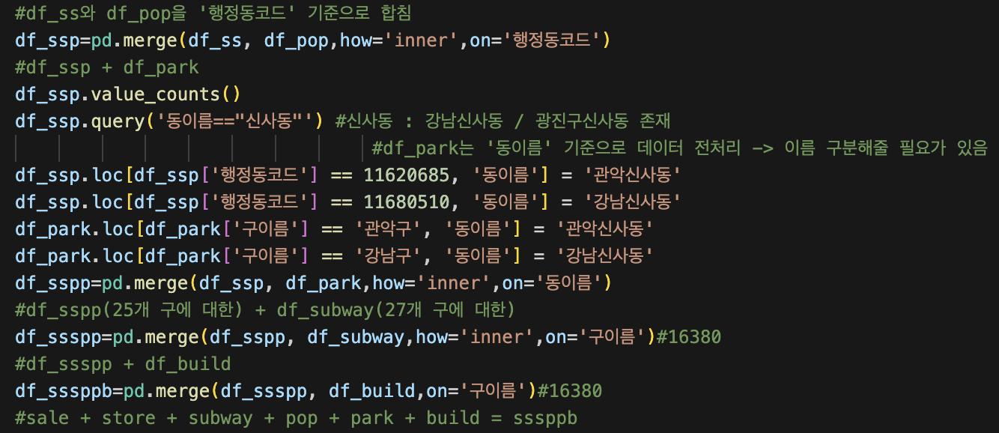 #df_ss와 df_pop을 '행정동코드' 기준으로 합침
df_ssp=pd.merge(df_ss, df_pop,how='inner',on='행정동코드')
#df_ssp + df_park
df_ssp.value_counts()
df_ssp.query('동이름=="신사동"') #신사동 : 강남신사동 / 광진구신사동 존재
#df_park는 '동이름' 기준으로 데이터 전처리 -> 이름 구분해줄 필요가 있음
df_ssp.loc[df_ssp['행정동코드'] == 11620685, '동이름'] = '관악신사동'
df_ssp.loc[df_ssp['행정동코드'] == 11680510, '동이름'] = '강남신사동'
df_park.loc[df_park['구이름'] == '관악구', '동이름'] = '관악신사동'
df_park.loc[df_park['구이름'] == '강남구', '동이름'] = '강남신사동'
df_sspp=pd.merge(df_ssp, df_park,how='inner',on='동이름')
#df_sspp(25개 구에 대한) + df_subway(27개 구에 대한)
df_ssspp=pd.merge(df_sspp, df_subway,how='inner',on='구이름')#16380
#df_ssspp + df_build
df_sssppb=pd.merge(df_ssspp, df_build,on='구이름')#16380
#sale + store + subway + pop + park + build = sssppb